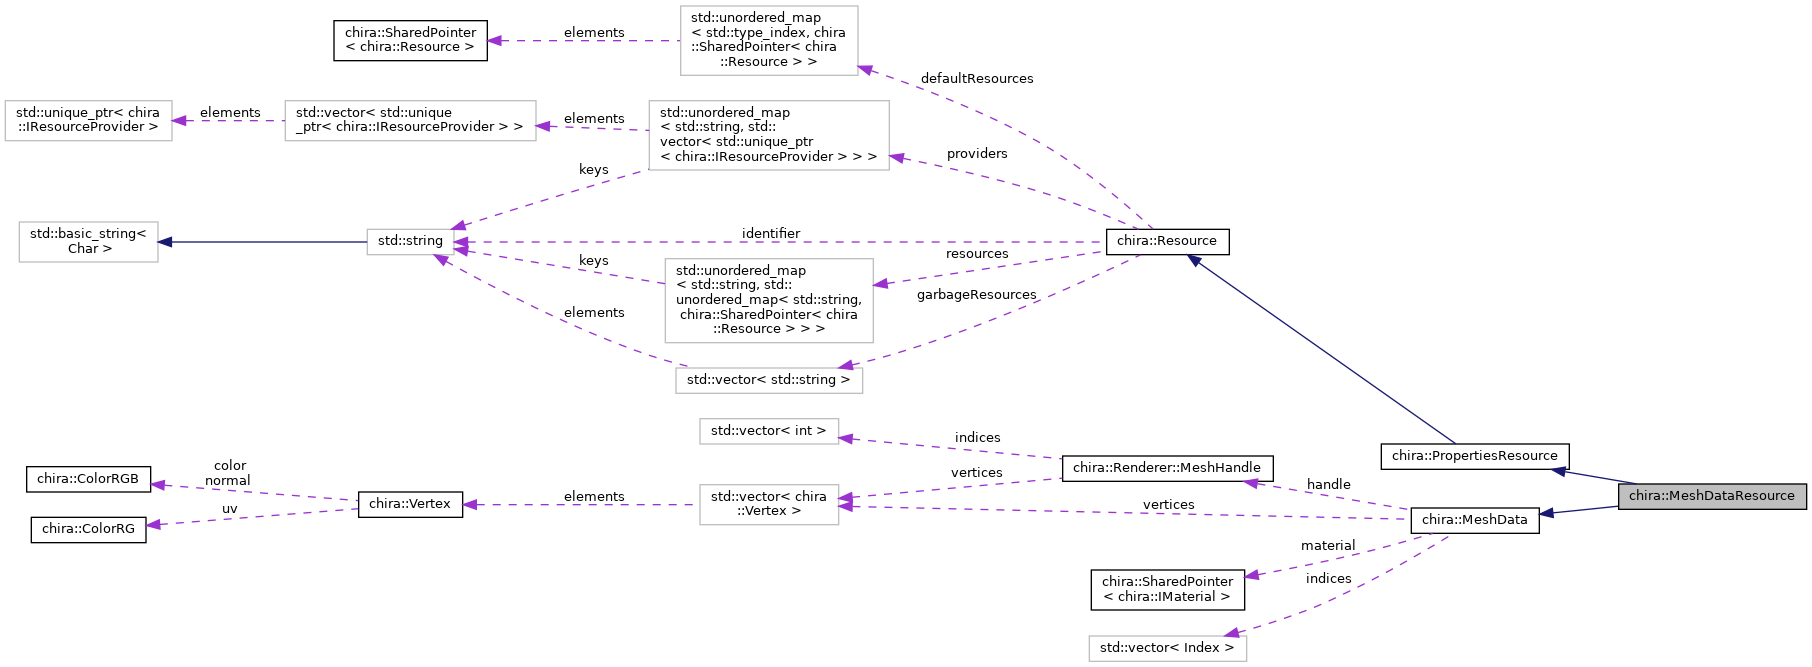 chira::SharedPointer
< chira::Resource >
elements
std::unordered_map
< std::type_index, chira
::SharedPointer< chira
::Resource > >
defaultResources
std::unique_ptr< chira
::IResourceProvider >
elements
std::vector< std::unique
_ptr< chira::IResourceProvider > >
elements
std::unordered_map
< std::string, std::
vector< std::unique_ptr
< chira::IResourceProvider > > >
providers
keys
std::basic_string<
Char >
std::string
identifier
chira::Resource
keys
std::unordered_map
< std::string, std::
unordered_map< std::string,
chira::SharedPointer< chira
::Resource > > >
resources
garbageResources
elements
std::vector< std::string >
std::vector< int >
indices
chira::Renderer::MeshHandle
chira::PropertiesResource
chira::ColorRGB
color
normal
chira::Vertex
elements
std::vector< chira
::Vertex >
vertices
handle
chira::MeshDataResource
chira::ColorRG
uv
vertices
chira::MeshData
material
chira::SharedPointer
< chira::IMaterial >
indices
std::vector< Index >